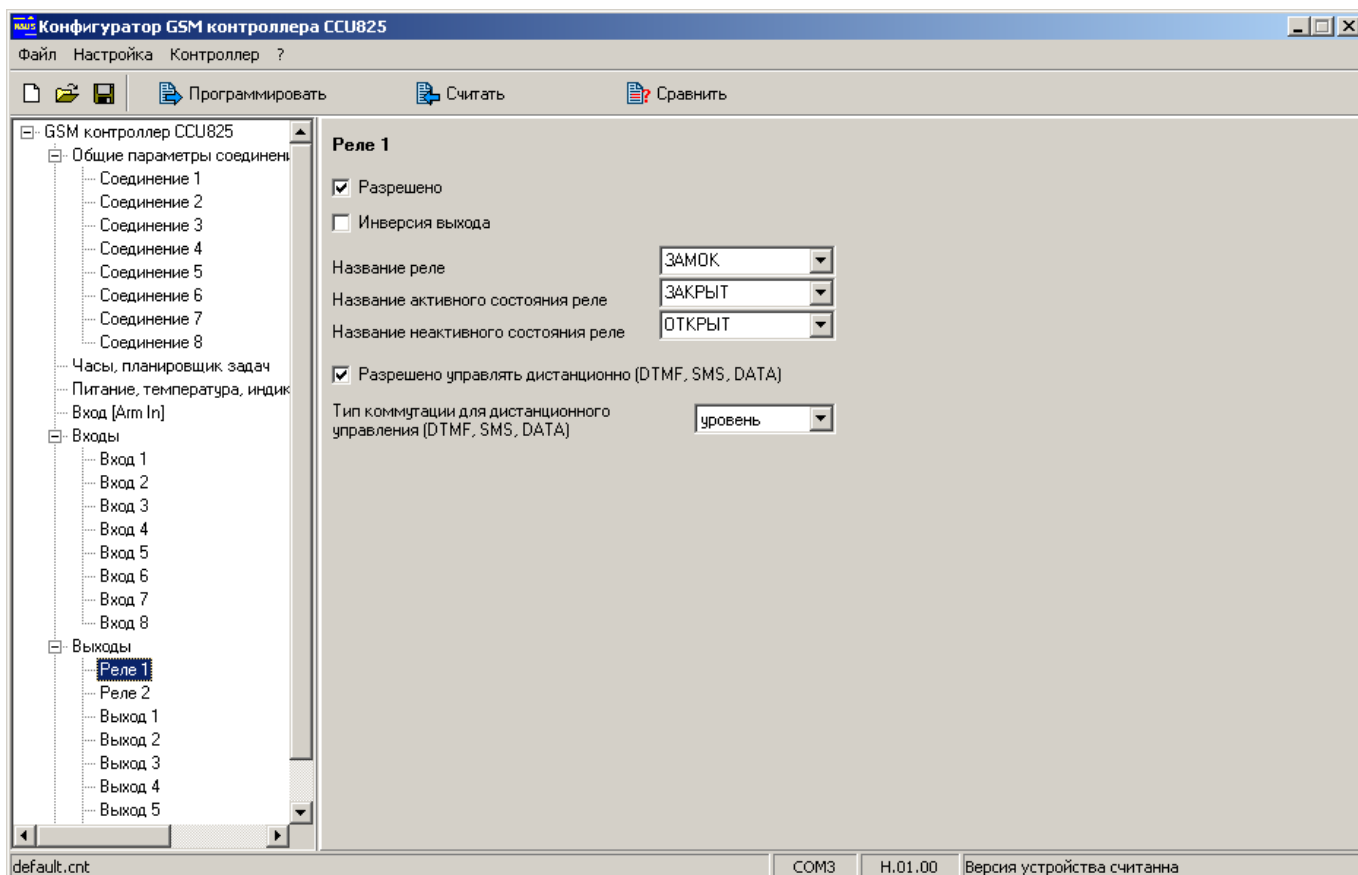 Конфигуратор GSM контроллера CCU825
Файл Настройка Контроллер ?
Программировать Считать Сравнить
GSM контроллер CCU825
Общие параметры соединени
Соединение 1
Соединение 2
Соединение 3
Соединение 4
Соединение 5
Соединение 6
Соединение 7
Соединение 8
Часы, планировщик задач
Питание, температура, индик
Вход [Arm In]
Входы
Вход 1
Вход 2
Вход 3
Вход 4
Вход 5
Вход 6
Вход 7
Вход 8
Выходы
Реле 1
Реле 2
Выход 1
Выход 2
Выход 3
Выход 4
Выход 5
Реле 1
Разрешено
Инверсия выхода
Название реле ЗАМОК
Название активного состояния реле ЗАКРЫТ
Название неактивного состояния реле ОТКРЫТ
Разрешено управлять дистанционно (DTMF, SMS, DATA)
Тип коммутации для дистанционного
управления (DTMF, SMS, DATA) уровень
default.cnt COM3 H.01.00 Версия устройства считанна